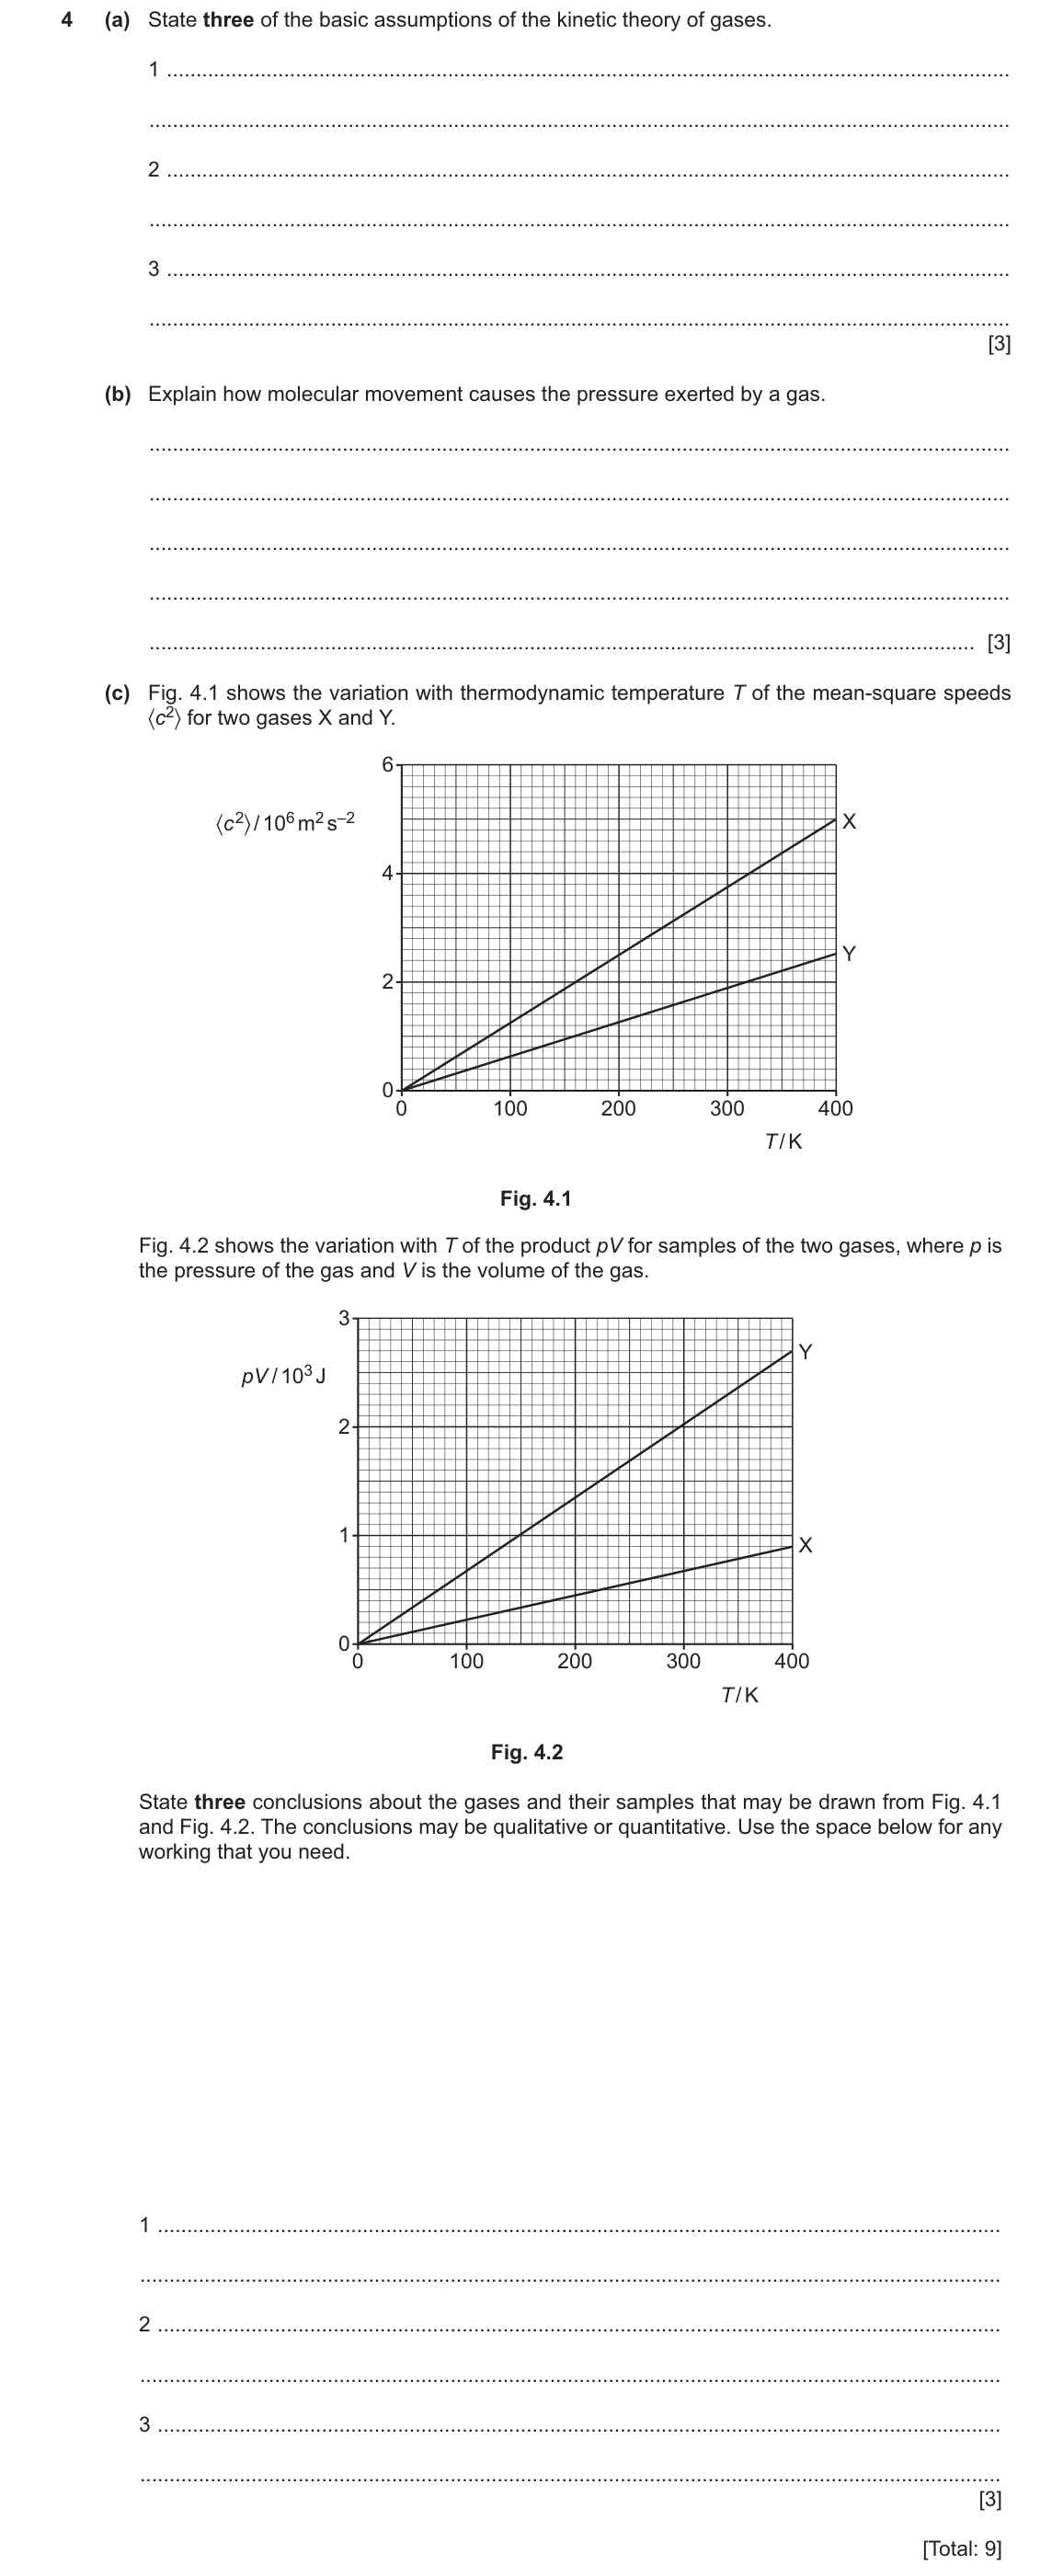 4 (a) State three of the basic assumptions of the kinetic theory of gases.
1 ....................................................................................................
....................................................................................................
2 ....................................................................................................
....................................................................................................
3 ....................................................................................................
....................................................................................................
[3]
(b) Explain how molecular movement causes the pressure exerted by a gas.
....................................................................................................
....................................................................................................
....................................................................................................
....................................................................................................
.................................................................................................... [3]
(c) Fig. 4.1 shows the variation with thermodynamic temperature T of the mean-square speeds
⟨c²⟩ for two gases X and Y.
6
⟨c²⟩ / 10⁶ m² s⁻²
X
4
Y
2
0
0 100 200 300 400
T / K
Fig. 4.1
Fig. 4.2 shows the variation with T of the product pV for samples of the two gases, where p is
the pressure of the gas and V is the volume of the gas.
3
Y
pV / 10³ J
2
1
X
0
0 100 200 300 400
T / K
Fig. 4.2
State three conclusions about the gases and their samples that may be drawn from Fig. 4.1
and Fig. 4.2. The conclusions may be qualitative or quantitative. Use the space below for any
working that you need.
1 ....................................................................................................
....................................................................................................
2 ....................................................................................................
....................................................................................................
3 ....................................................................................................
....................................................................................................
[3]
[Total: 9]